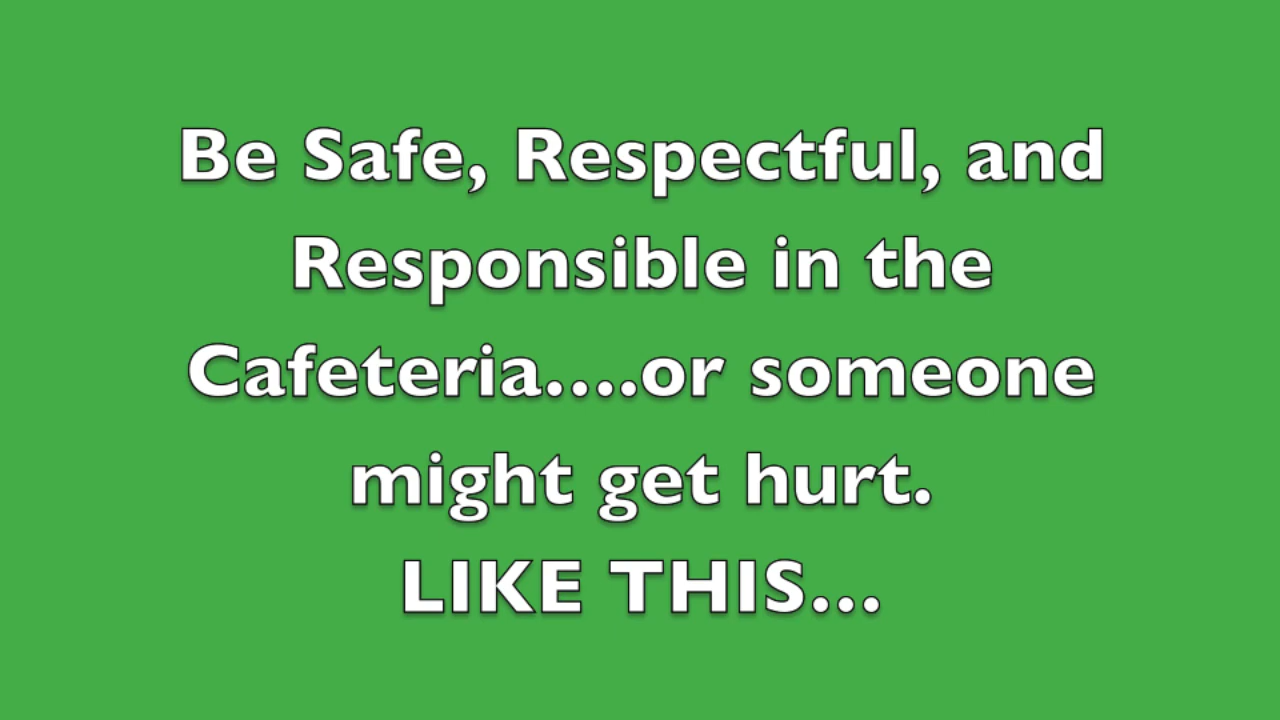 Be Safe, Respectful, and
Responsible in the
Cafeteria....or someone
might get hurt.
LIKE THIS...